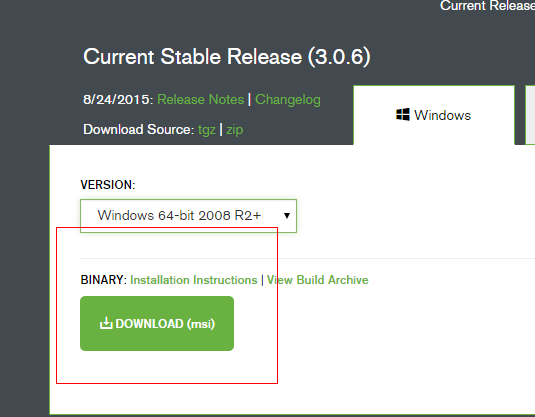 Current Release
Current Stable Release (3.0.6)
8/24/2015: Release Notes | Changelog
Download Source: tgz | zip
Windows
VERSION:
Windows 64-bit 2008 R2+
BINARY: Installation Instructions | View Build Archive
DOWNLOAD (msi)